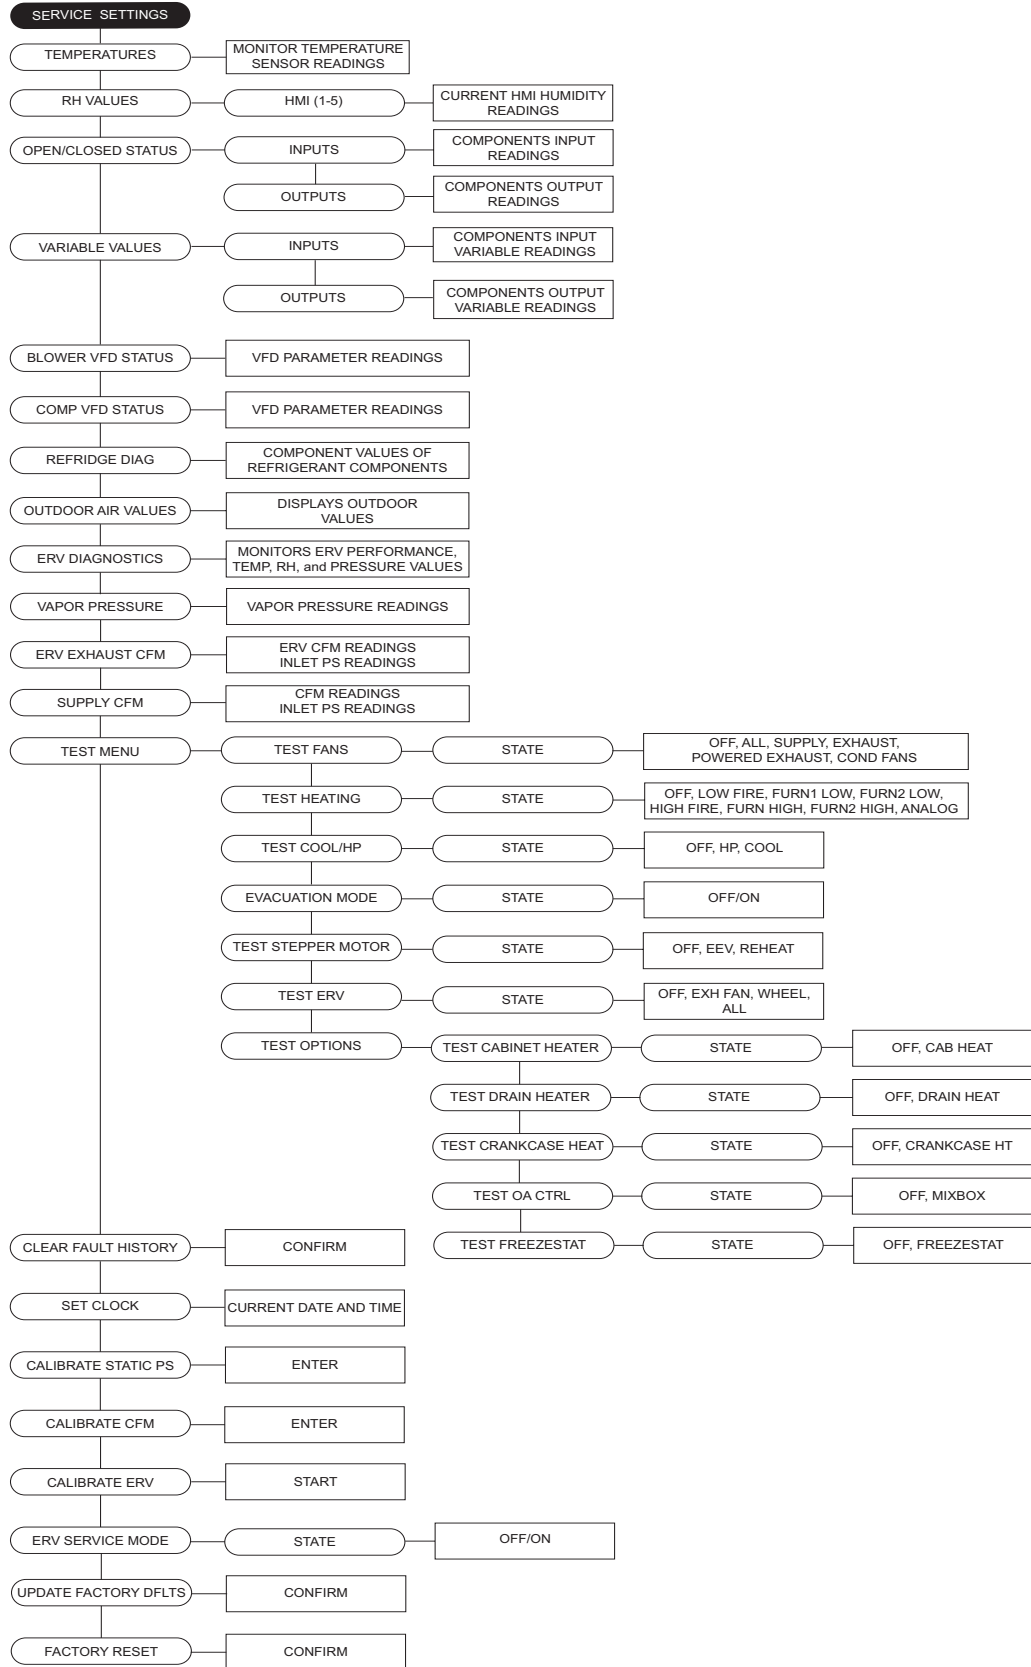 SERVICE SETTINGS
TEMPERATURES
MONITOR TEMPERATURE
SENSOR READINGS
RH VALUES
HMI (1-5)
CURRENT HMI HUMIDITY
READINGS
OPEN/CLOSED STATUS
INPUTS
COMPONENTS INPUT
READINGS
OUTPUTS
COMPONENTS OUTPUT
READINGS
VARIABLE VALUES
INPUTS
COMPONENTS INPUT
VARIABLE READINGS
OUTPUTS
COMPONENTS OUTPUT
VARIABLE READINGS
BLOWER VFD STATUS
VFD PARAMETER READINGS
COMP VFD STATUS
VFD PARAMETER READINGS
REFRIDGE DIAG
COMPONENT VALUES OF
REFRIGERANT COMPONENTS
OUTDOOR AIR VALUES
DISPLAYS OUTDOOR
VALUES
ERV DIAGNOSTICS
MONITORS ERV PERFORMANCE,
TEMP, RH, and PRESSURE VALUES
VAPOR PRESSURE
VAPOR PRESSURE READINGS
ERV EXHAUST CFM
ERV CFM READINGS
INLET PS READINGS
SUPPLY CFM
CFM READINGS
INLET PS READINGS
TEST MENU
TEST FANS
STATE
OFF, ALL, SUPPLY, EXHAUST,
POWERED EXHAUST, COND FANS
TEST HEATING
STATE
OFF, LOW FIRE, FURN1 LOW, FURN2 LOW,
HIGH FIRE, FURN HIGH, FURN2 HIGH, ANALOG
TEST COOL/HP
STATE
OFF, HP, COOL
EVACUATION MODE
STATE
OFF/ON
TEST STEPPER MOTOR
STATE
OFF, EEV, REHEAT
TEST ERV
STATE
OFF, EXH FAN, WHEEL,
ALL
TEST OPTIONS
TEST CABINET HEATER
STATE
OFF, CAB HEAT
TEST DRAIN HEATER
STATE
OFF, DRAIN HEAT
TEST CRANKCASE HEAT
STATE
OFF, CRANKCASE HT
TEST OA CTRL
STATE
OFF, MIXBOX
TEST FREEZESTAT
STATE
OFF, FREEZESTAT
CLEAR FAULT HISTORY
CONFIRM
SET CLOCK
CURRENT DATE AND TIME
CALIBRATE STATIC PS
ENTER
CALIBRATE CFM
ENTER
CALIBRATE ERV
START
ERV SERVICE MODE
STATE
OFF/ON
UPDATE FACTORY DFLTS
CONFIRM
FACTORY RESET
CONFIRM